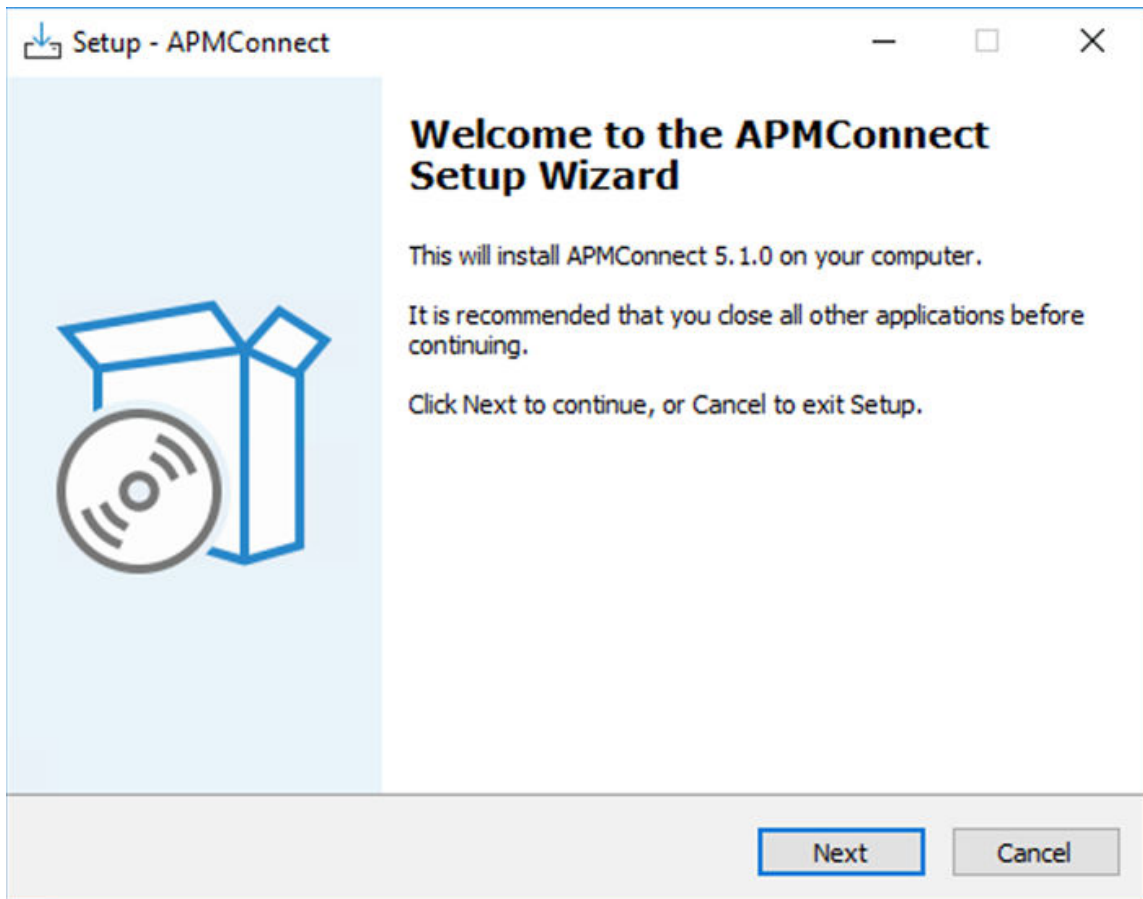 Setup - APMConnect
Welcome to the APMConnect
Setup Wizard
This will install APMConnect 5.1.0 on your computer.
It is recommended that you close all other applications before
continuing.
Click Next to continue, or Cancel to exit Setup.
Next
Cancel